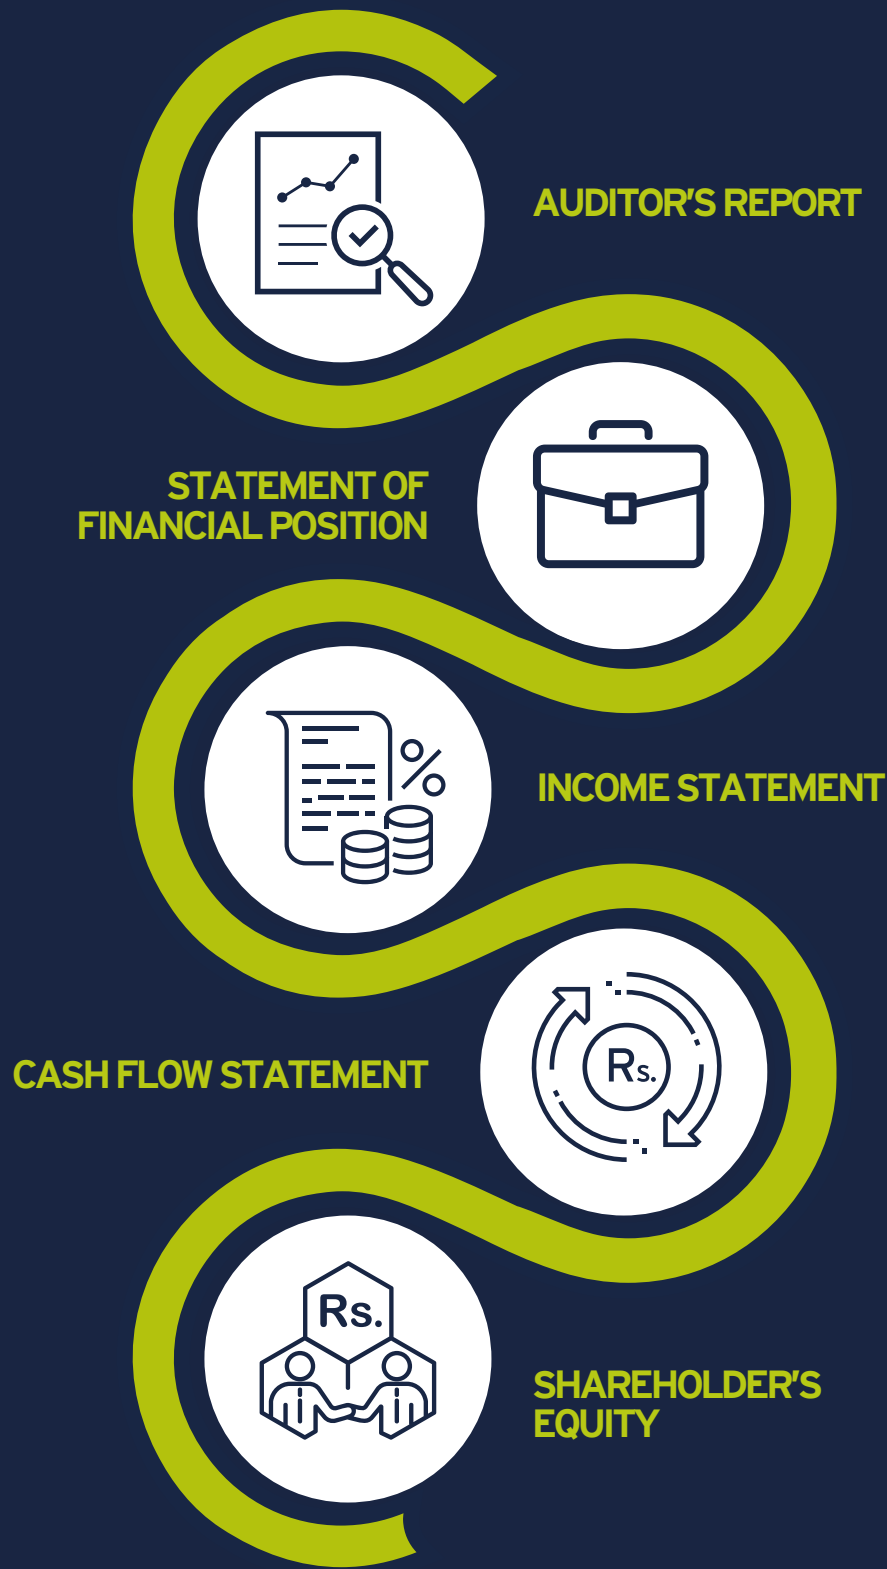 AUDITOR'S REPORT
STATEMENT OF
FINANCIAL POSITION
INCOME STATEMENT
CASH FLOW STATEMENT
Rs.
Rs.
SHAREHOLDER'S
EQUITY